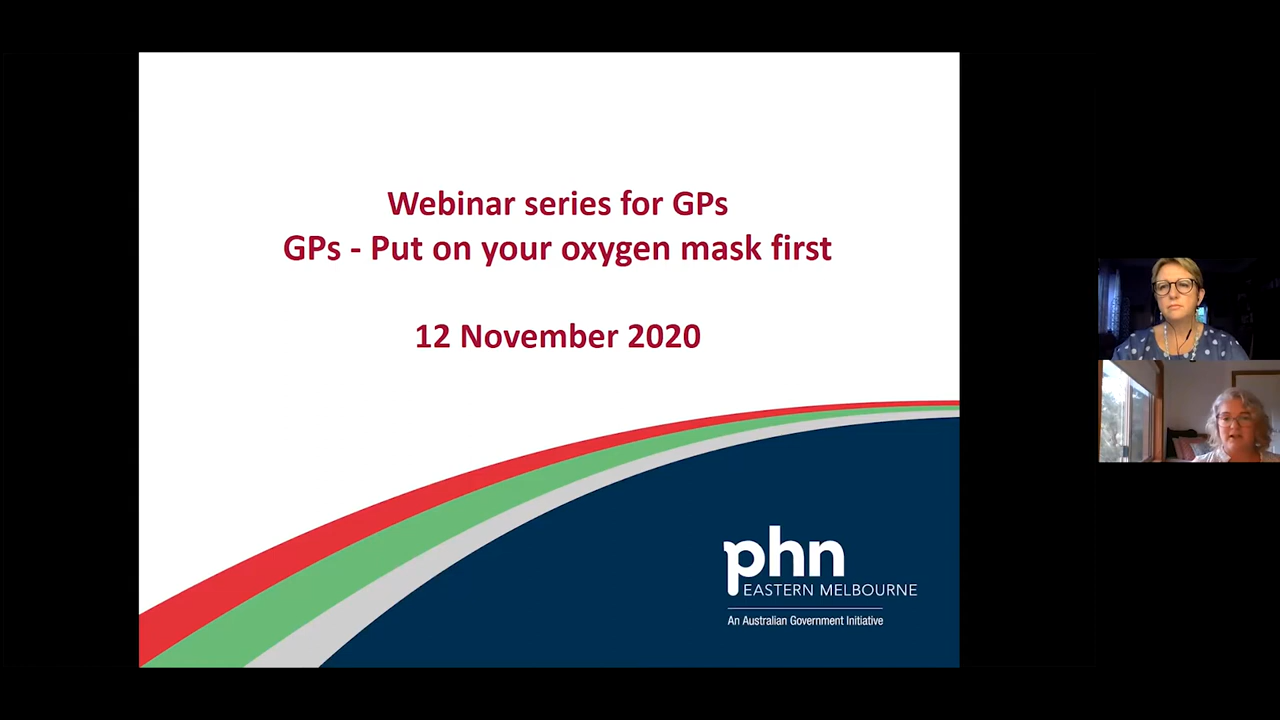 Webinar series for GPs
GPs - Put on your oxygen mask first
12 November 2020
phn
EASTERN MELBOURNE
An Australian Government Initiative